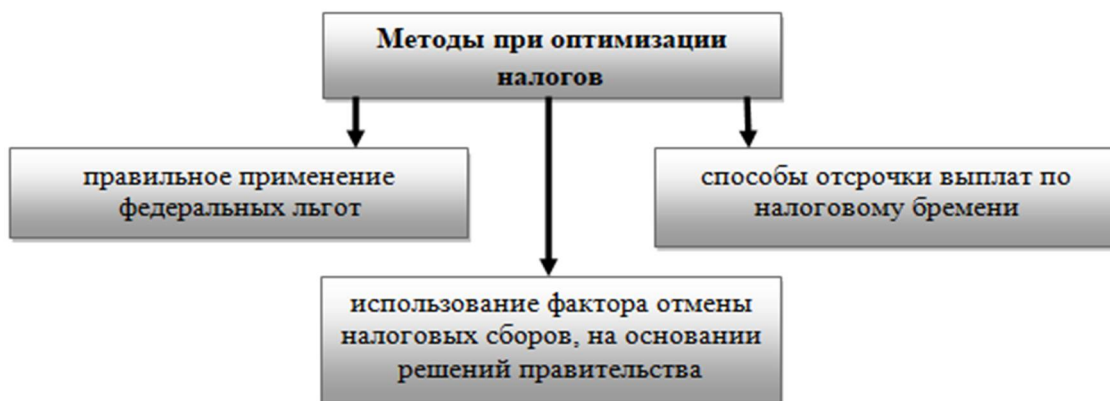 Методы при оптимизации
налогов
правильное применение
федеральных льгот
способы отсрочки выплат по
налоговому бремени
использование фактора отмены
налоговых сборов, на основании
решений правительства